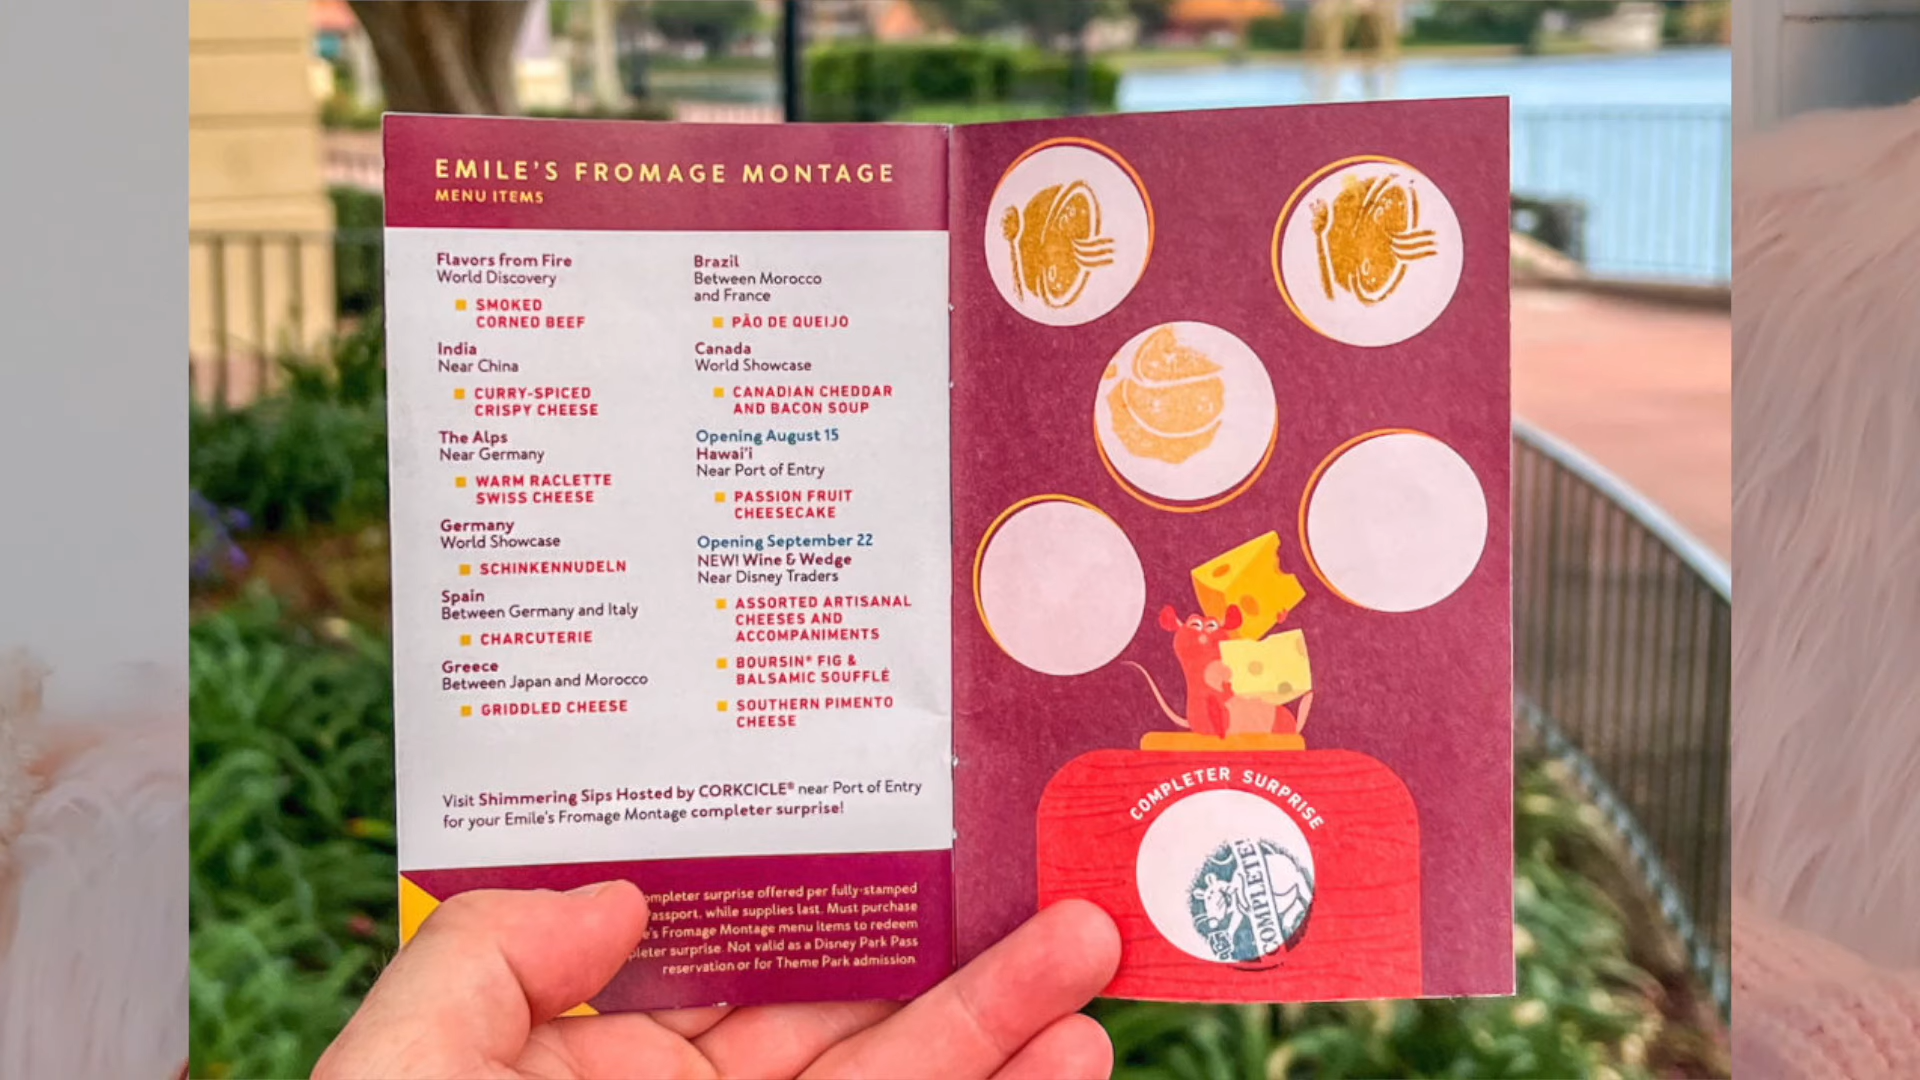 EMILE'S FROMAGE MONTAGE
MENU ITEMS
Flavors from Fire
World Discovery
SMOKED
CORNED BEEF
India
Near China
CURRY-SPICED
CRISPY CHEESE
The Alps
Near Germany
WARM RACLETTE
SWISS CHEESE
Germany
World Showcase
SCHINKENNUDELN
Spain
Between Germany and Italy
CHARCUTERIE
Greece
Between Japan and Morocco
GRIDDLED CHEESE
Brazil
Between Morocco
and France
PÃO DE QUEIJO
Canada
World Showcase
CANADIAN CHEDDAR
AND BACON SOUP
Opening August 15
Hawai'i
Near Port of Entry
PASSION FRUIT
CHEESECAKE
Opening September 22
NEW! Wine & Wedge
Near Disney Traders
ASSORTED ARTISANAL
CHEESES AND
ACCOMPANIMENTS
BOURSIN® FIG &
BALSAMIC SOUFFLÉ
SOUTHERN PIMENTO
CHEESE
Visit Shimmering Sips Hosted by CORKCICLE® near Port of Entry
for your Emile's Fromage Montage completer surprise!
surprise offered per fully-stamped
while supplies last. Must purchase
Fromage Montage menu items to redeem
surprise. Not valid as a Disney Park Pass
reservation or for Theme Park admission.
COMPLETER SURPRISE
COMPLETE!